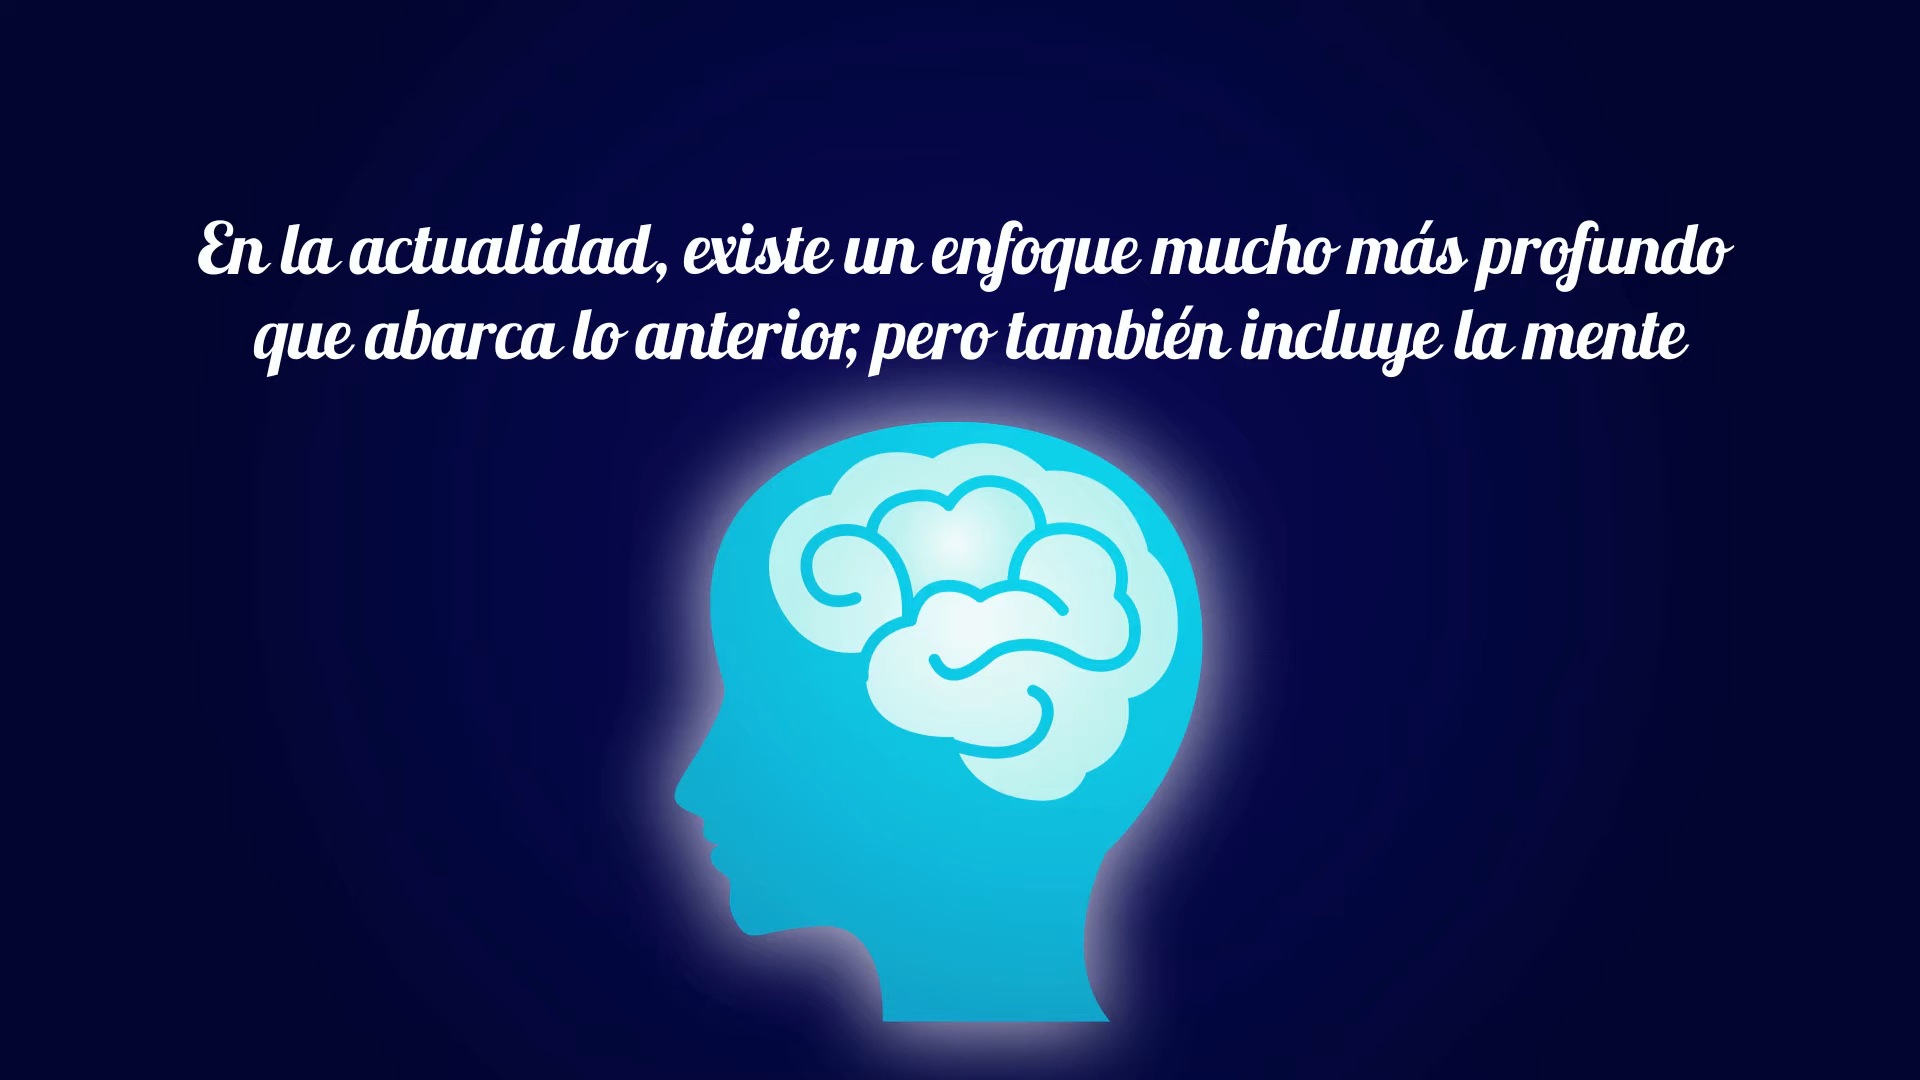 En la actualidad, existe un enfoque mucho más profundo
que abarca lo anterior, pero también incluye la mente